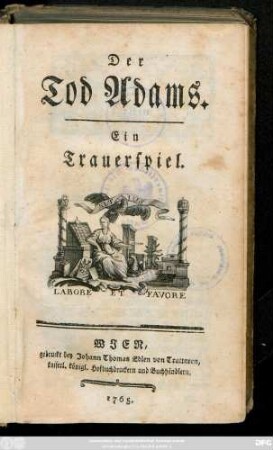 Der
Tod Adams.
Ein
Trauerspiel.
LABORE ET FAVORE
WIEN,
gedruckt bey Johann Thomas Edlen von Trattnern,
kaiserl. königl. Hofbuchdruckern und Buchhändlern.
1768.